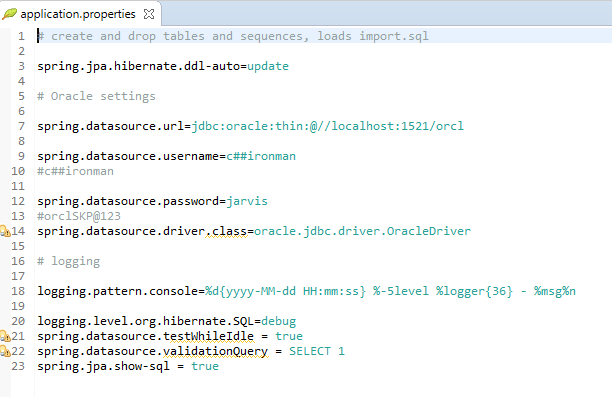 application.properties
1 # create and drop tables and sequences, loads import.sql
2
3 spring.jpa.hibernate.ddl-auto=update
4
5 # Oracle settings
6
7 spring.datasource.url=jdbc:oracle:thin:@//localhost:1521/orcl
8
9 spring.datasource.username=c##ironman
10 #c##ironman
11
12 spring.datasource.password=jarvis
13 #orclSKP@123
14 spring.datasource.driver.class=oracle.jdbc.driver.OracleDriver
15
16 # logging
17
18 logging.pattern.console=%d{yyyy-MM-dd HH:mm:ss} %-5level %logger{36} - %msg%n
19
20 logging.level.org.hibernate.SQL=debug
21 spring.datasource.testWhileIdle = true
22 spring.datasource.validationQuery = SELECT 1
23 spring.jpa.show-sql = true